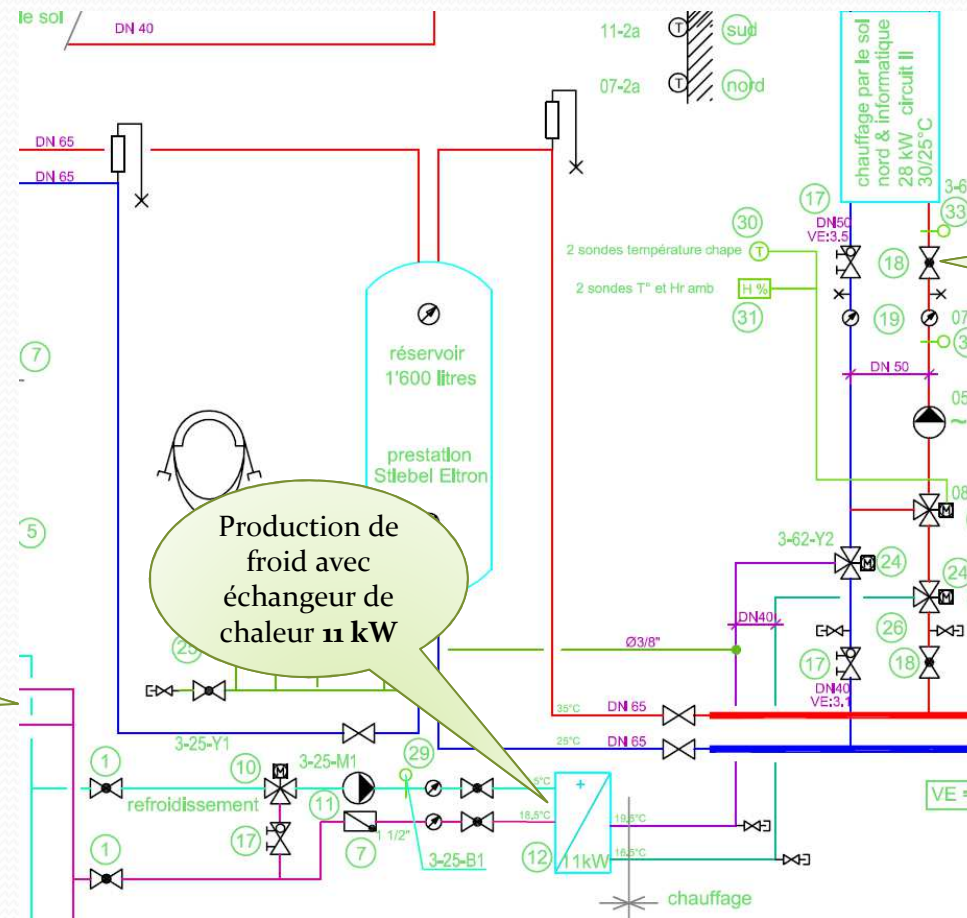 le sol
DN 40
11-2a
T
sud
07-2a
T
nord
chauffage par le sol
nord & informatique
28 kW circuit II
30/25°C
DN 65
DN 65
17
DN50
VE:3.5
33
30
2 sondes température chape
T
18
2 sondes T° et Hr amb
H %
31
19
07
7
réservoir
1'600 litres
DN 50
05
prestation
Stiebel Eltron
08
M
5
Production de
froid avec
échangeur de
chaleur 11 kW
3-62-Y2
M
24
24
M
DN40
26
Ø3/8"
17
18
DN40
VE:3.1
35°C
DN 65
25°C
DN 65
3-25-Y1
1
10
M
3-25-M1
29
refroidissement
11
+
18,5°C
VE =
17
1 1/2"
7
3-25-B1
12
11kW
16,5°C
1
chauffage